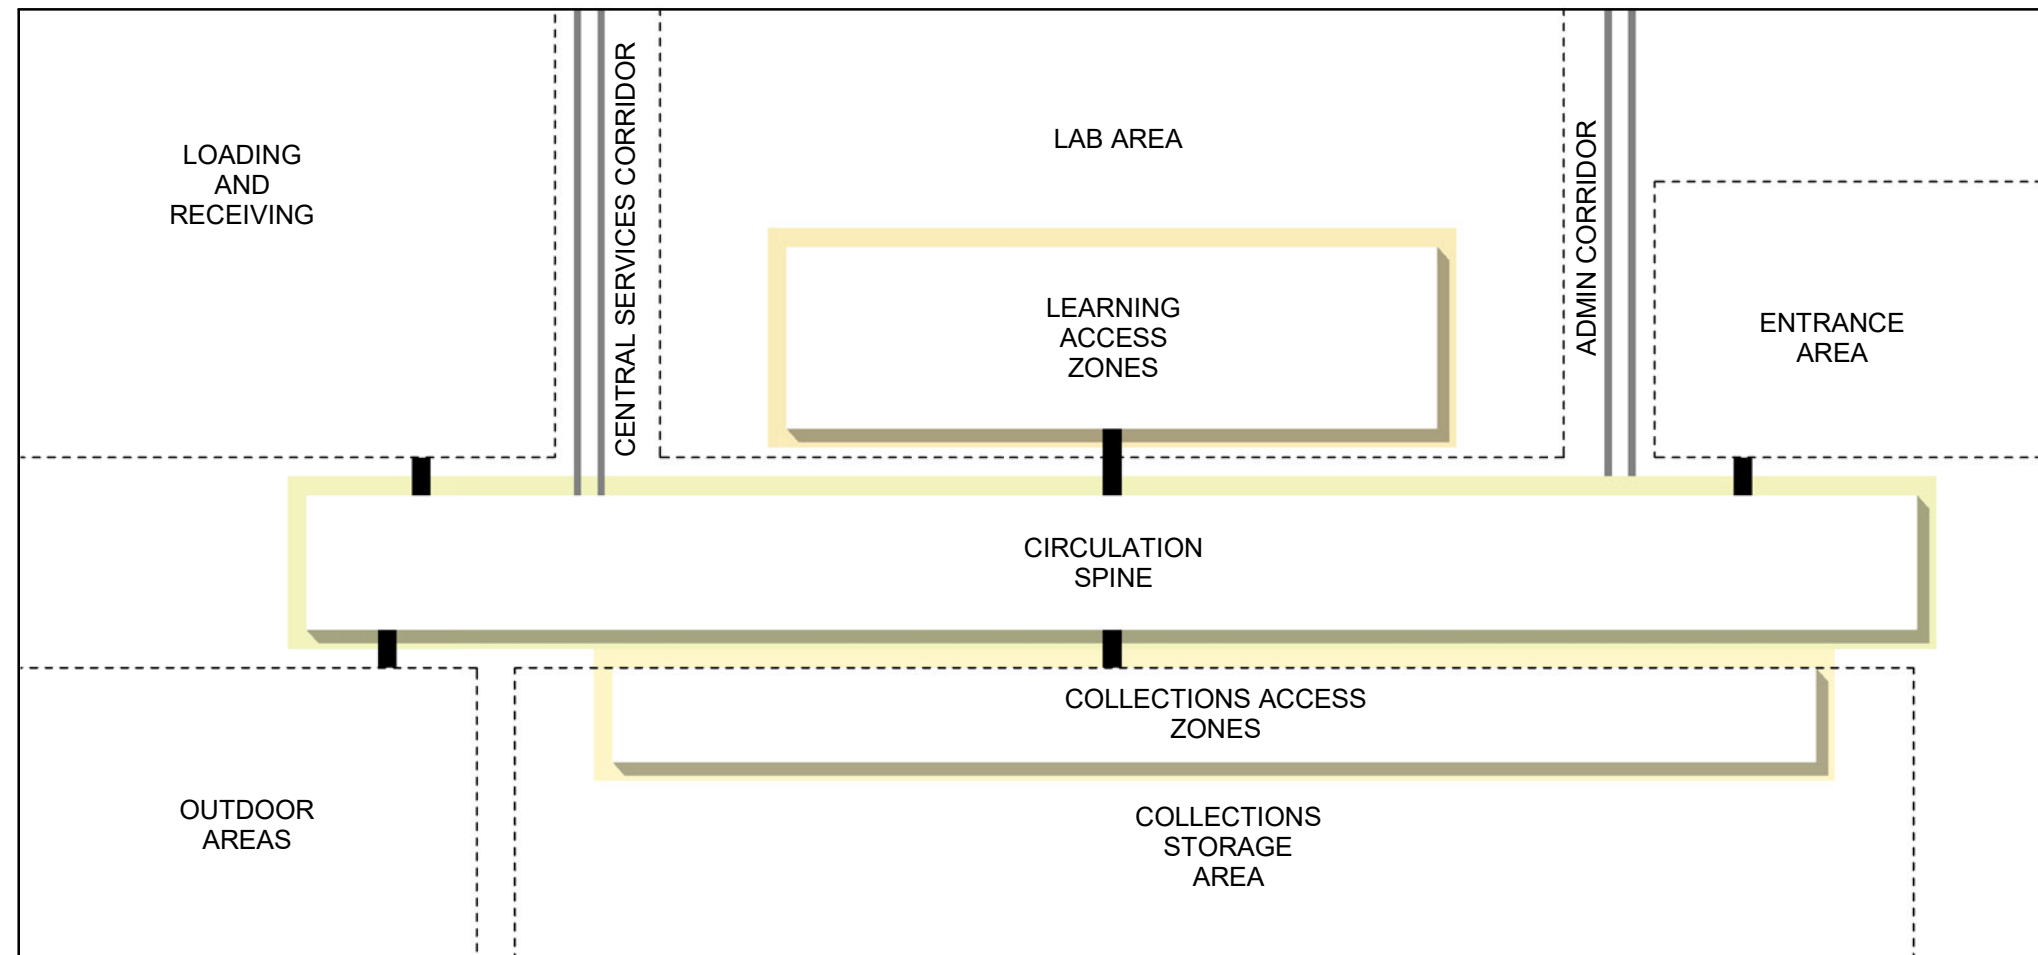 LOADING
AND
RECEIVING
CENTRAL SERVICES CORRIDOR
LAB AREA
LEARNING
ACCESS
ZONES
ADMIN CORRIDOR
ENTRANCE
AREA
CIRCULATION
SPINE
COLLECTIONS ACCESS
ZONES
OUTDOOR
AREAS
COLLECTIONS
STORAGE
AREA